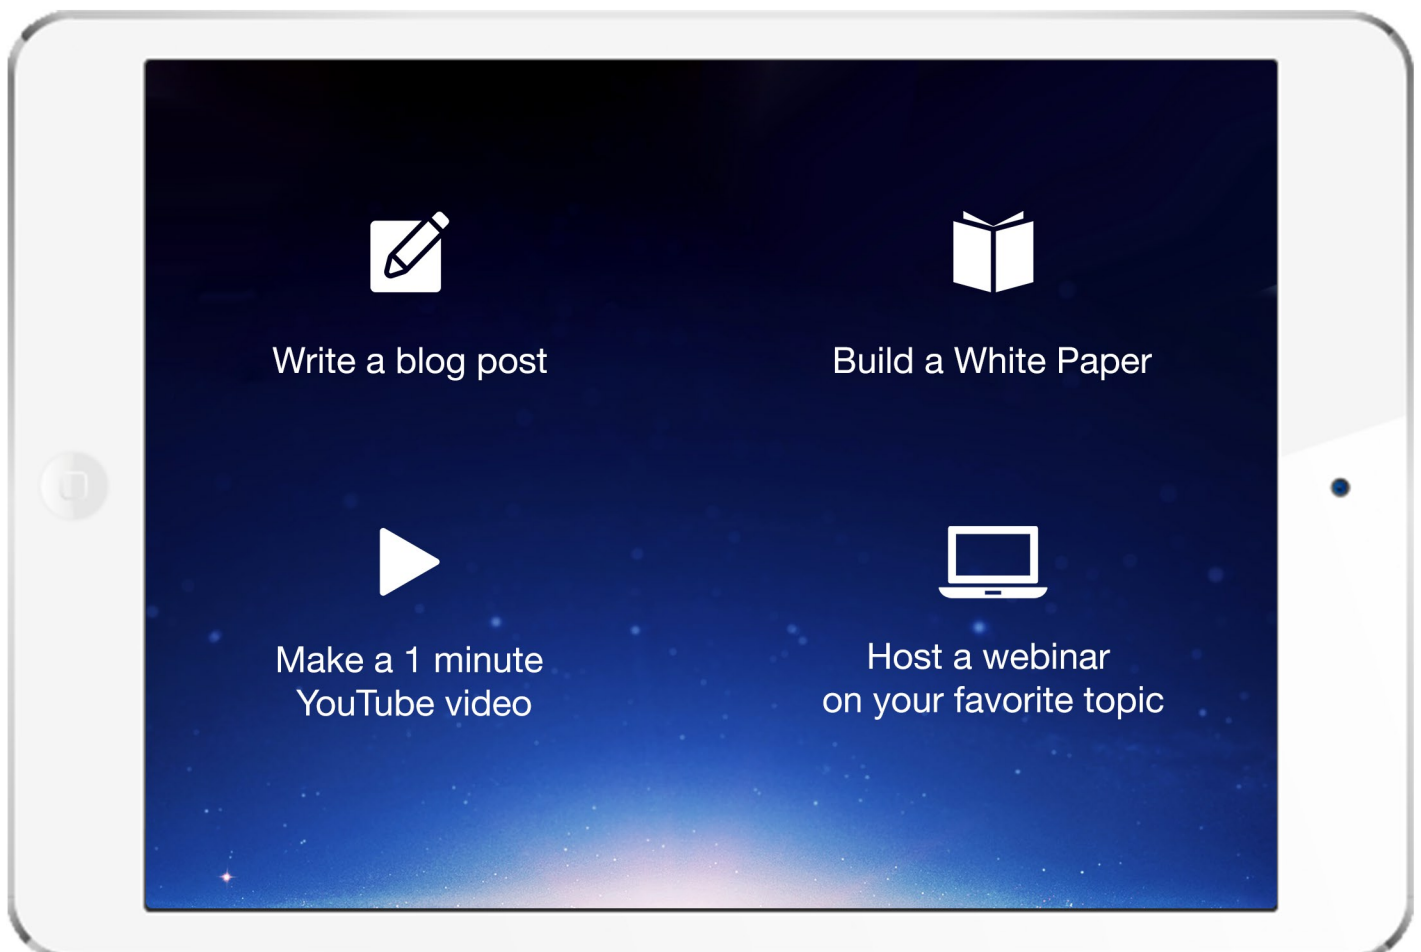 Write a blog post
Build a White Paper
Make a 1 minute
YouTube video
Host a webinar
on your favorite topic